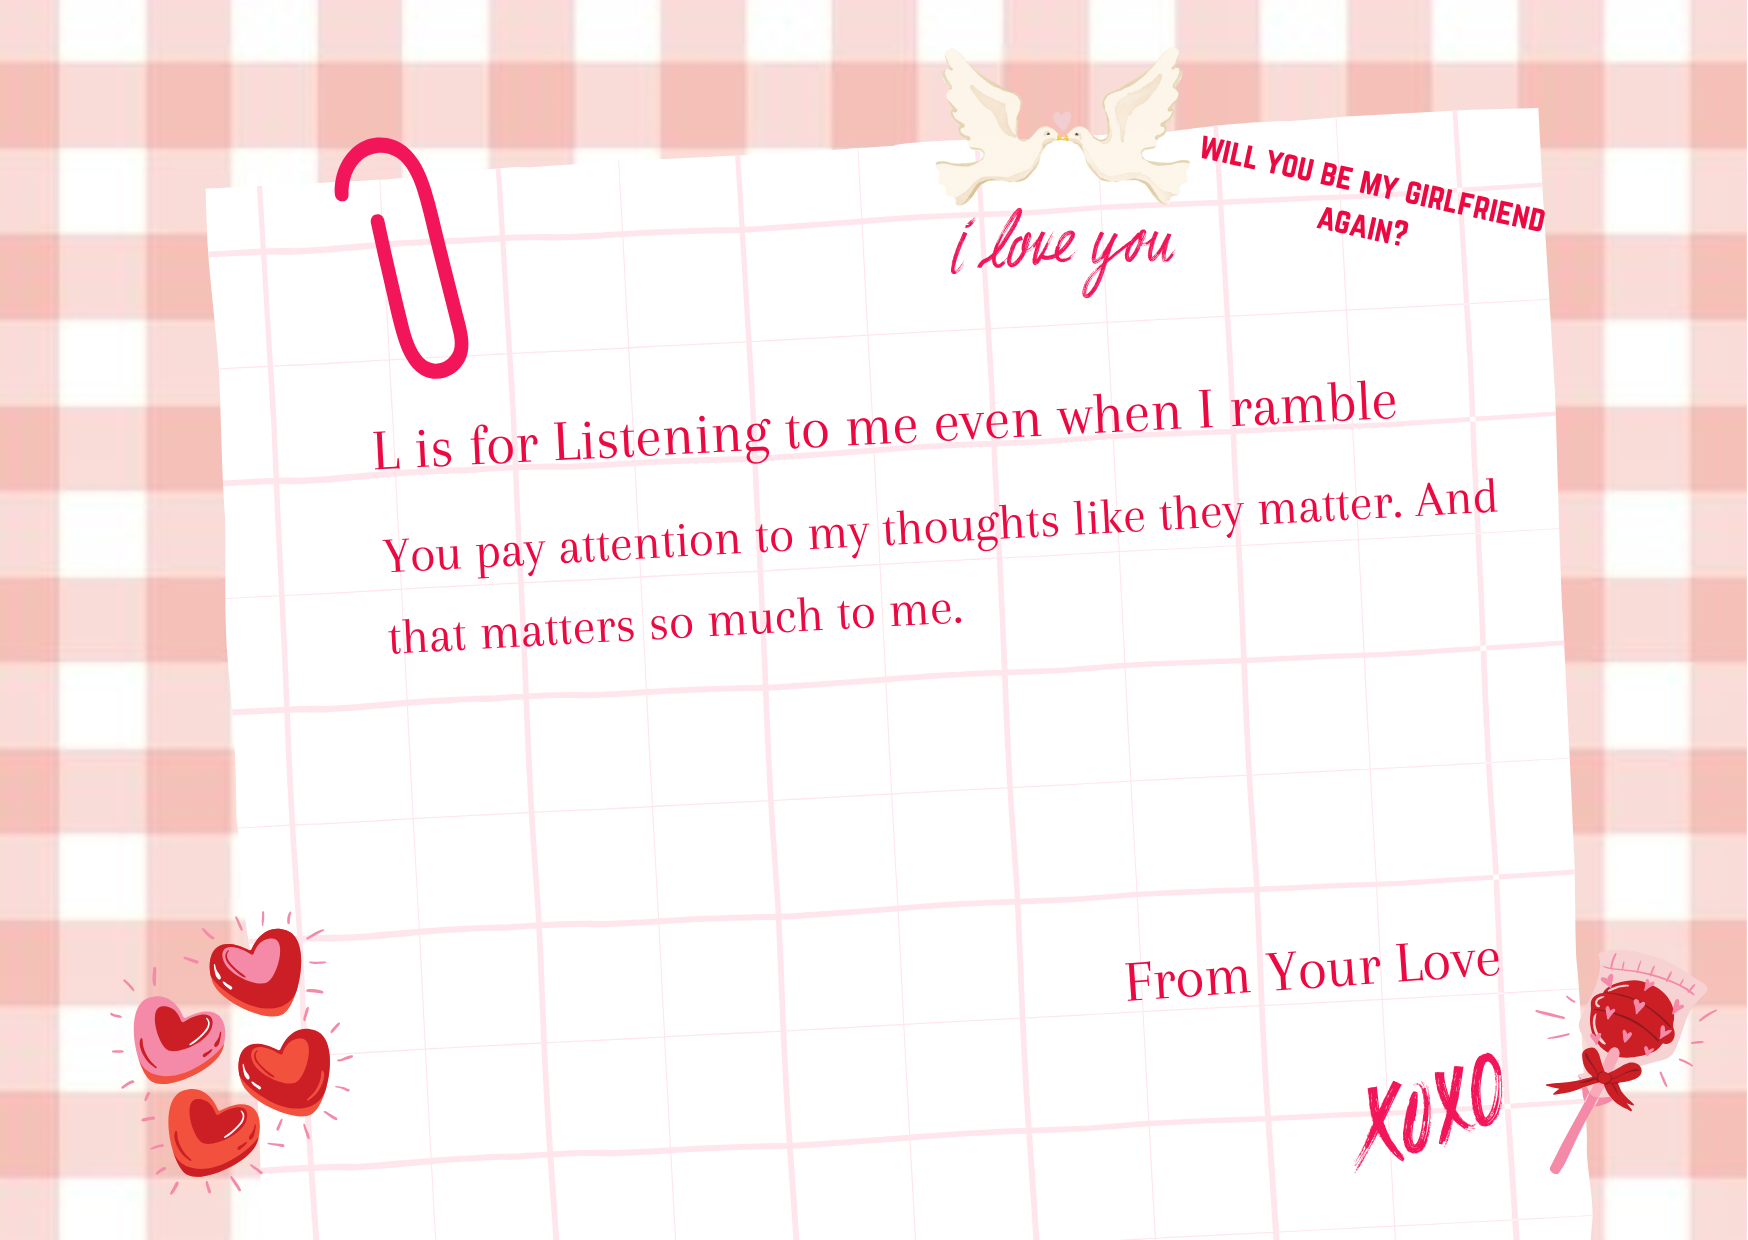 WILL YOU BE MY GIRLFRIEND
AGAIN?
i love you
L is for Listening to me even when I ramble
You pay attention to my thoughts like they matter. And
that matters so much to me.
From Your Love
XOXO